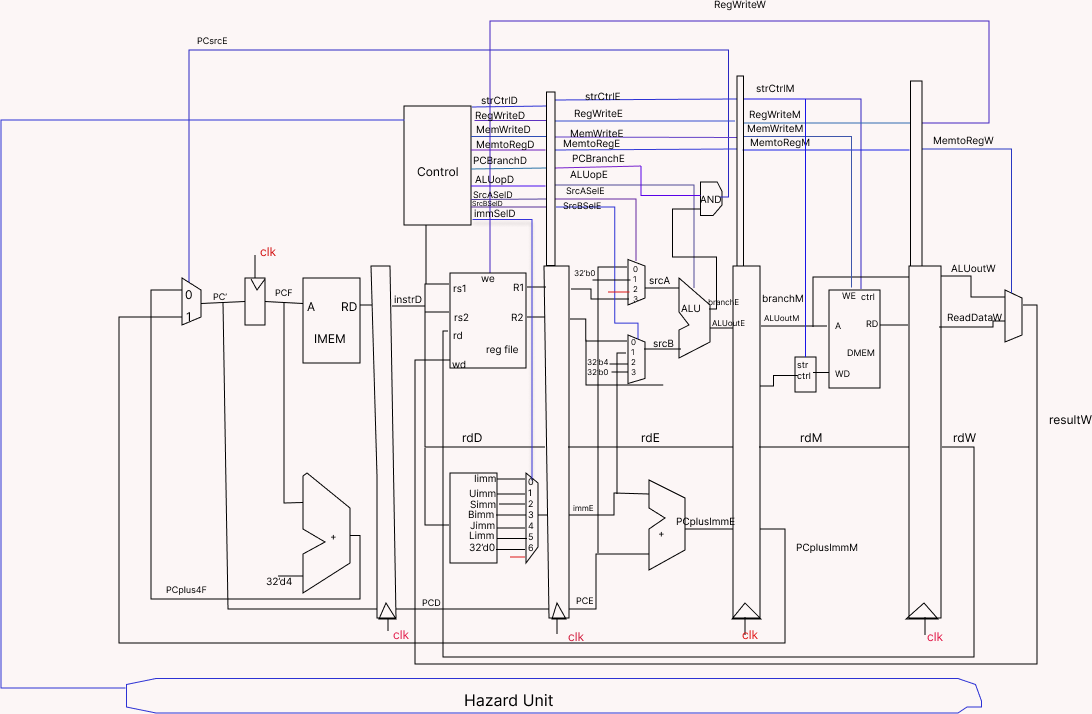 RegWriteW
PCsrcE
strCtrlD
strCtrlE
strCtrlM
RegWriteD
RegWriteE
RegWriteM
MemWriteD
MemWriteE
MemWriteM
MemtoRegD
MemtoRegE
MemtoRegM
MemtoRegW
Control
PCBranchD
PCBranchE
ALUopD
ALUopE
SrcASelD
SrcASelE
SrcBSelD
SrcBSelE
immSelD
AND
clk
0
1
PC'
PCF
A
RD
IMEM
instrD
we
rs1
R1
rs2
R2
rd
reg file
wd
32'b0
0
1
2
3
srcA
ALU
branchE
ALUoutE
branchM
ALUoutM
0
1
2
3
32'b4
32'b0
srcB
WE
ctrl
A
RD
DMEM
WD
str
ctrl
ALUoutW
ReadDataW
resultW
rdD
rdE
rdM
rdW
Iimm
Uimm
Simm
Bimm
Jimm
Limm
32'd0
0
1
2
3
4
5
6
immE
PCplusImmE
+
PCplusImmM
+
32'd4
PCplus4F
PCD
PCE
clk
clk
clk
clk
Hazard Unit